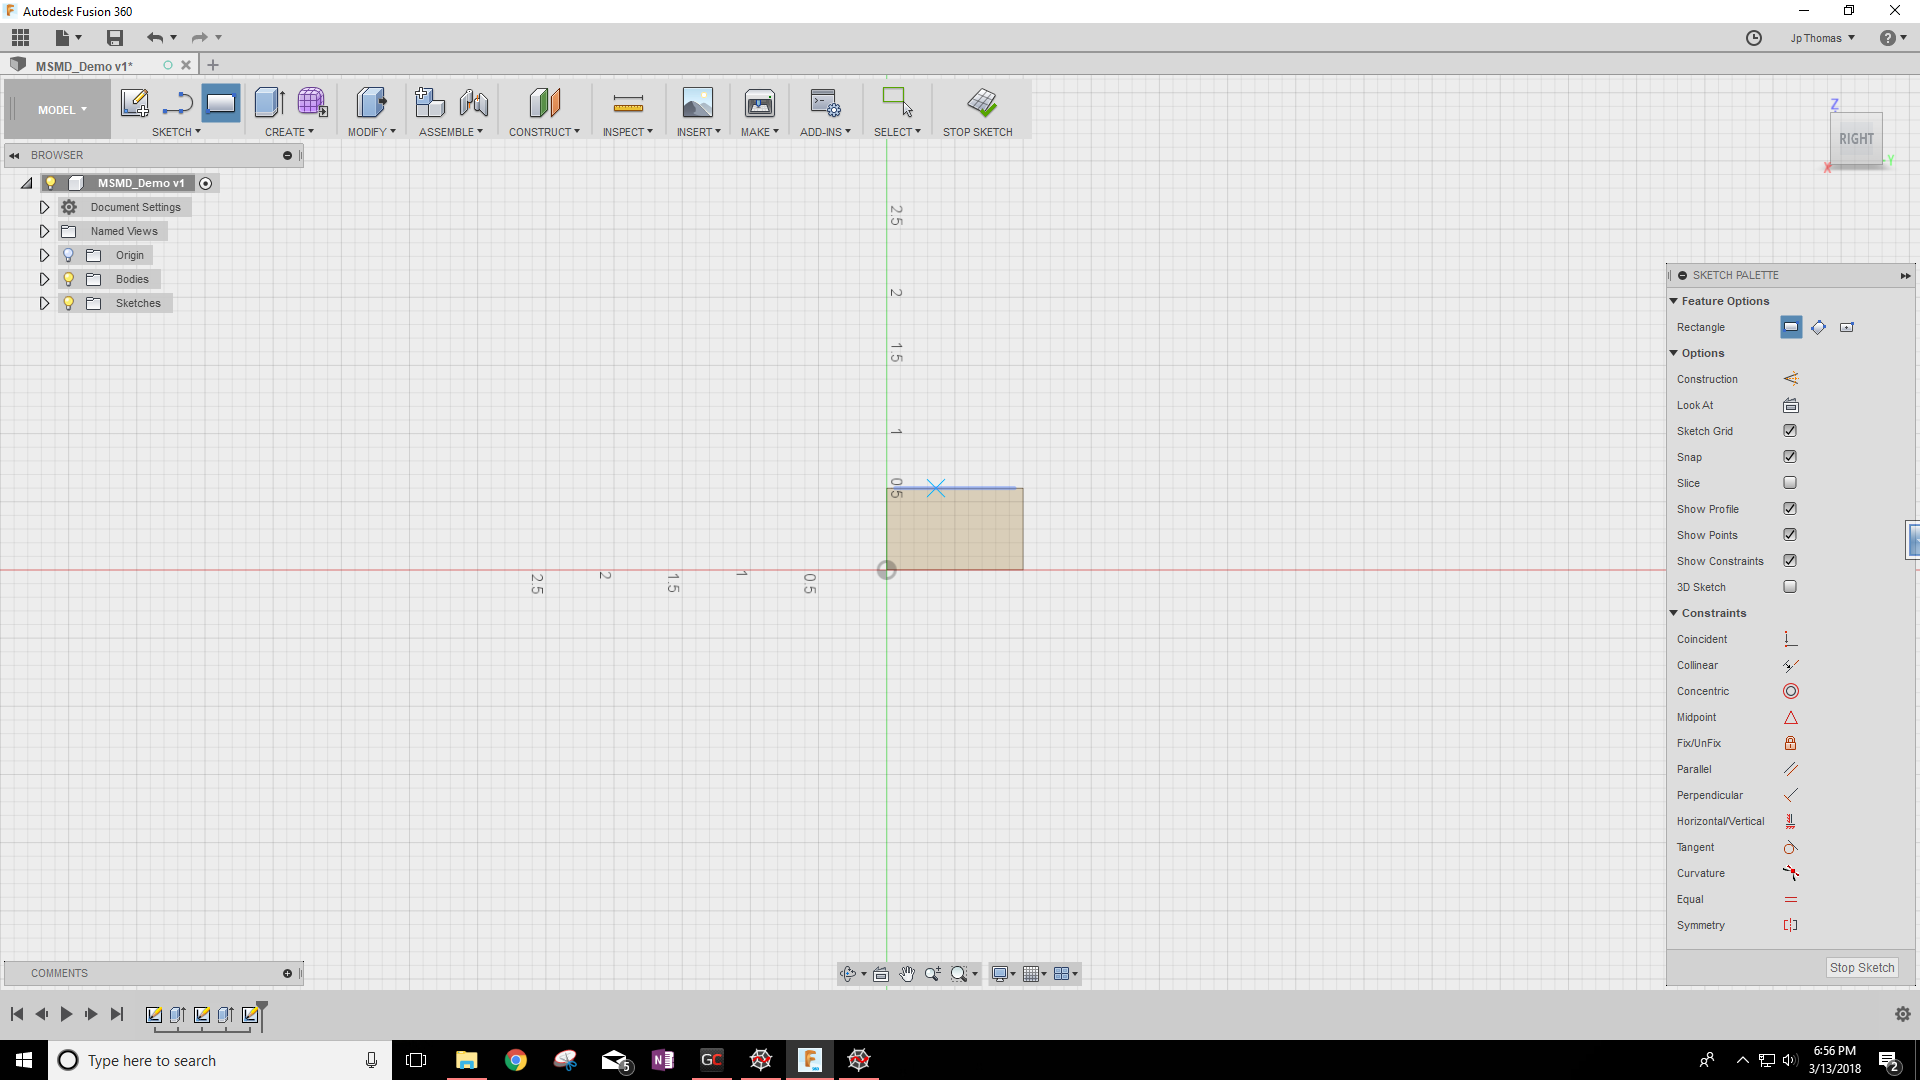 Autodesk Fusion 360
Jp Thomas
MSMD_Demo v1*
MODEL
SKETCH
CREATE
MODIFY
ASSEMBLE
CONSTRUCT
INSPECT
INSERT
MAKE
ADD-INS
SELECT
STOP SKETCH
BROWSER
MSMD_Demo v1
Document Settings
Named Views
Origin
Bodies
Sketches
Z
RIGHT
X
Y
2.5
2
1.5
1
0.5
2.5
2
1.5
1
0.5
SKETCH PALETTE
Feature Options
Rectangle
Options
Construction
Look At
Sketch Grid
Snap
Slice
Show Profile
Show Points
Show Constraints
3D Sketch
Constraints
Coincident
Collinear
Concentric
Midpoint
Fix/UnFix
Parallel
Perpendicular
Horizontal/Vertical
Tangent
Curvature
Equal
Symmetry
Stop Sketch
COMMENTS
Type here to search
5
N
GC
F
6:56 PM
3/13/2018
2